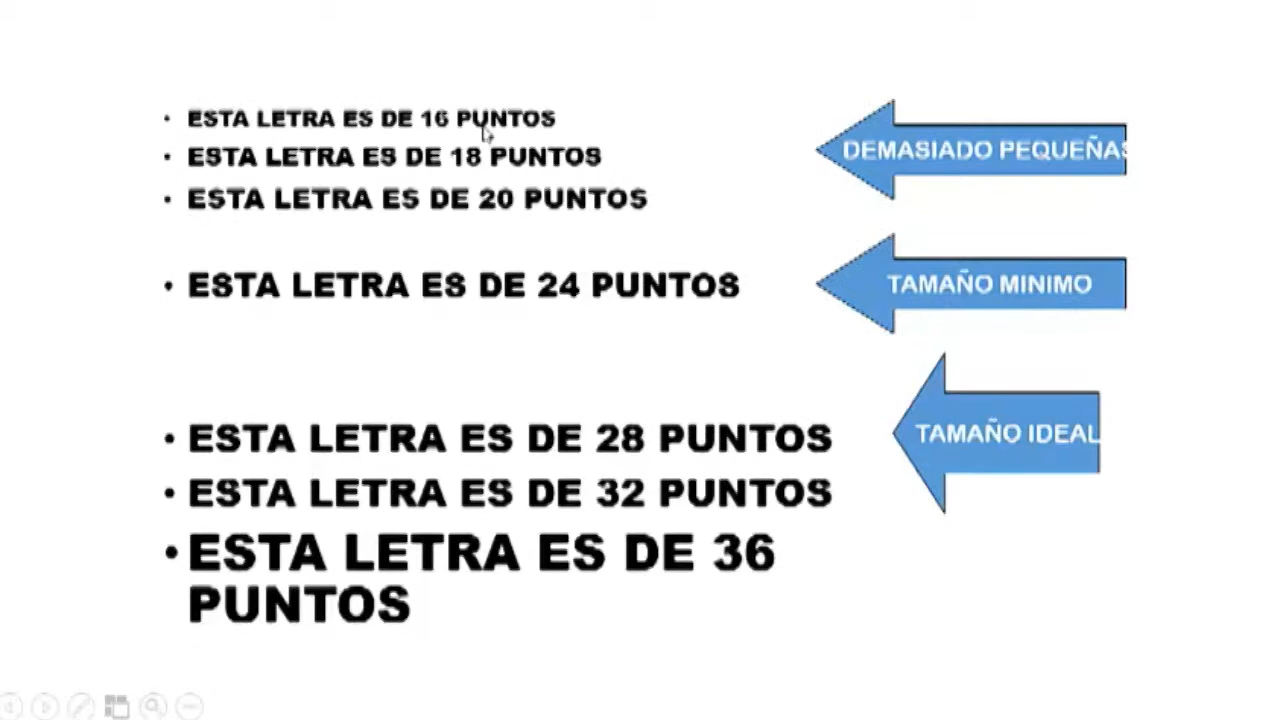 ESTA LETRA ES DE 16 PUNTOS
DEMASIADO PEQUEÑAS
ESTA LETRA ES DE 18 PUNTOS
ESTA LETRA ES DE 20 PUNTOS
ESTA LETRA ES DE 24 PUNTOS
TAMAÑO MINIMO
ESTA LETRA ES DE 28 PUNTOS
TAMAÑO IDEAL
ESTA LETRA ES DE 32 PUNTOS
ESTA LETRA ES DE 36
PUNTOS